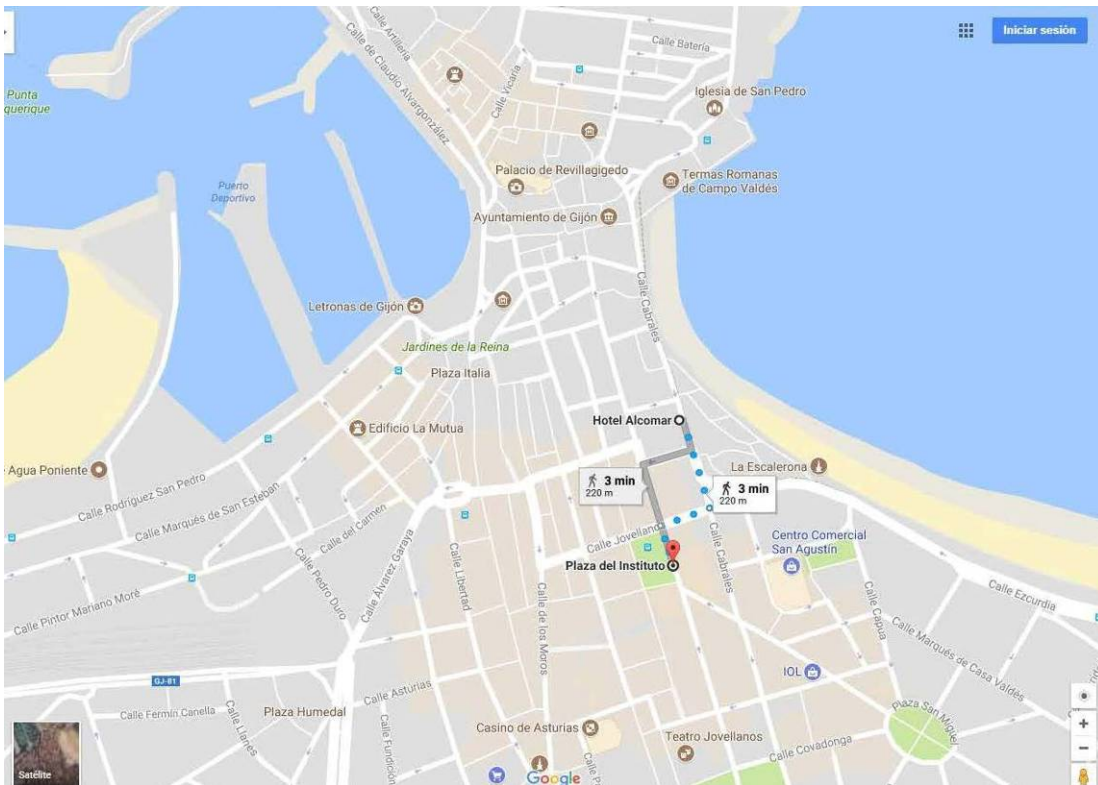 Iniciar sesión
Calle Artillería
Calle de Claudio Alvargonzález
Calle Vicaría
Calle Batería
Iglesia de San Pedro
Punta
querique
Puerto
Deportivo
Palacio de Revillagigedo
Termas Romanas
de Campo Valdés
Ayuntamiento de Gijón
Calle Cabrales
Letronas de Gijón
Jardines de la Reina
Plaza Italia
Hotel Alcomar
Edificio La Mutua
La Escalerona
Agua Poniente
3 min
220 m
3 min
220 m
Calle Rodríguez San Pedro
Calle Marqués de San Esteban
Calle del Carmen
Calle Jovellano
Calle Cabrales
Centro Comercial
San Agustín
Plaza del Instituto
Calle Álvarez Garaya
Calle Libertad
Calle Pedro Duro
Calle de los Moros
Calle Pintor Mariano Moré
Calle Ezcurdia
Calle Capua
Calle Marqués de Casa Valdés
GJ-81
IOL
Calle Asturias
Calle Fermín Canella
Calle Llanes
Plaza Humedal
Calle Fundición
Casino de Asturias
Teatro Jovellanos
Plaza San Miguel
Calle Covadonga
Satélite
Google